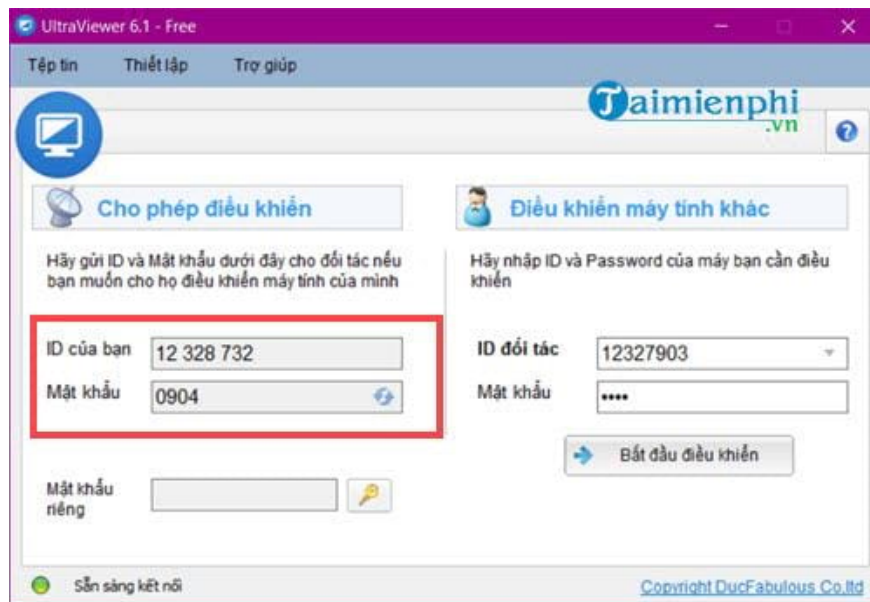 UltraViewer 6.1 - Free
Tệp tin Thiết lập Trợ giúp
Taimienphi
.vn
Cho phép điều khiển
Hãy gửi ID và Mật khẩu dưới đây cho đối tác nếu
bạn muốn cho họ điều khiển máy tính của mình
ID của bạn 12 328 732
Mật khẩu 0904
Mật khẩu
riêng
Điều khiển máy tính khác
Hãy nhập ID và Password của máy bạn cần điều
khiển
ID đối tác 12327903
Mật khẩu ••••
Bắt đầu điều khiển
Sẵn sàng kết nối
Copyright DucFabulous Co,ltd